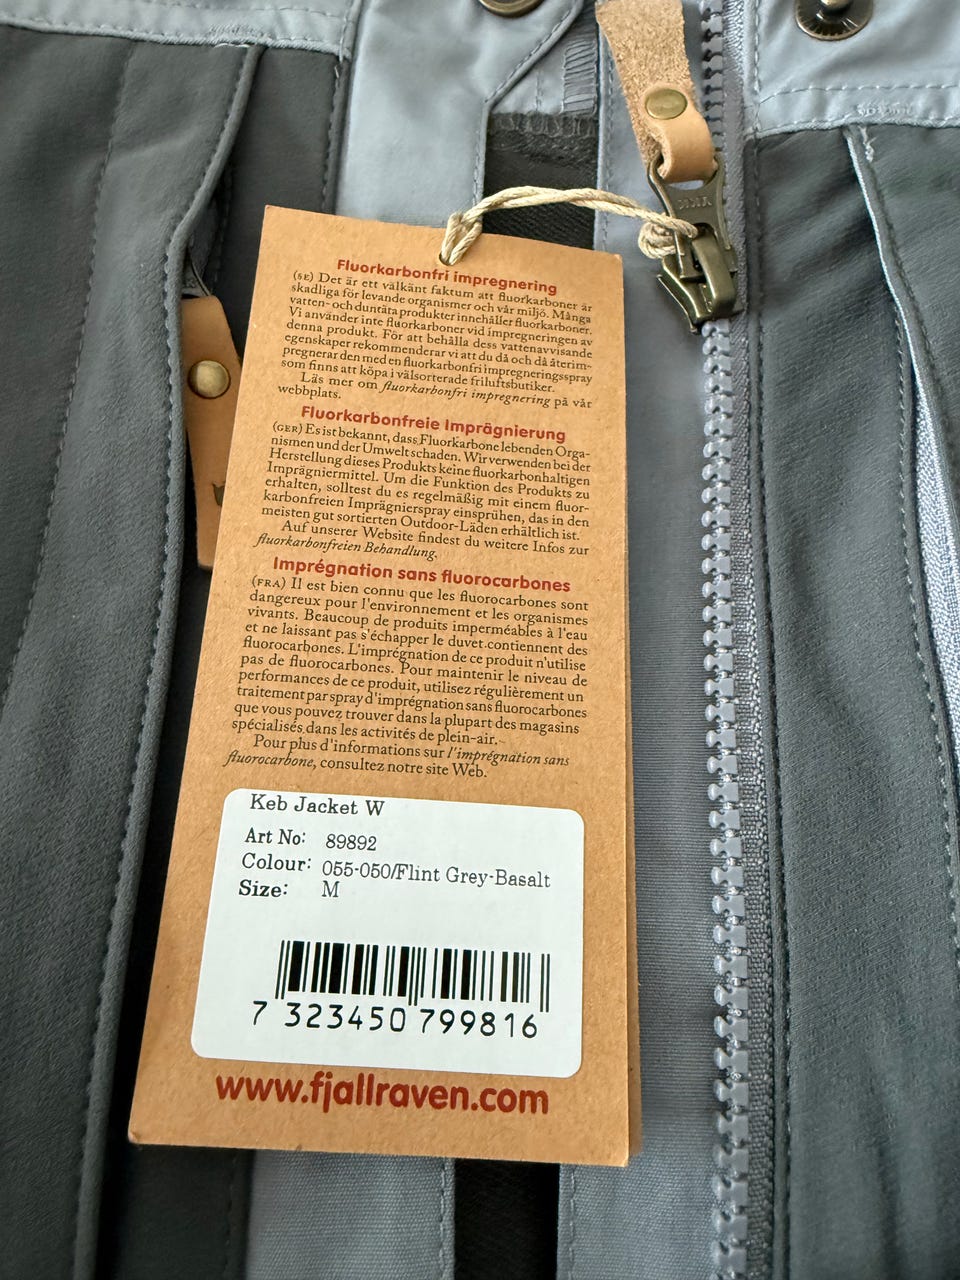 YKK
Fluorkarbonfri impregnering
(SE) Det är ett välkänt faktum att fluorkarboner är
skadliga för levande organismer och vår miljö. Många
vatten- och duntäta produkter innehåller fluorkarboner.
Vi använder inte fluorkarboner vid impregneringen av
denna produkt. För att behålla dess vattenavvisande
egenskaper rekommenderar vi att du då och då återim-
pregnerar den med en fluorkarbonfri impregneringsspray
som finns att köpa i välsorterade friluftsbutiker.
Läs mer om fluorkarbonfri impregnering på vår
webbplats.
Fluorkarbonfreie Imprägnierung
(GER) Es ist bekannt, dass Fluorkarbone lebenden Orga-
nismen und der Umwelt schaden. Wir verwenden bei der
Herstellung dieses Produkts keine fluorkarbonhaltigen
Imprägniermittel. Um die Funktion des Produkts zu
erhalten, solltest du es regelmäßig mit einem fluor-
karbonfreien Imprägnierspray einsprühen, das in den
meisten gut sortierten Outdoor-Läden erhältlich ist.
Auf unserer Website findest du weitere Infos zur
fluorkarbonfreien Behandlung.
Imprégnation sans fluorocarbones
(FRA) Il est bien connu que les fluorocarbones sont
dangereux pour l'environnement et les organismes
vivants. Beaucoup de produits imperméables à l'eau
et ne laissant pas s'échapper le duvet contiennent des
fluorocarbones. L'imprégnation de ce produit n'utilise
pas de fluorocarbones. Pour maintenir le niveau de
performances de ce produit, utilisez régulièrement un
traitement par spray d'imprégnation sans fluorocarbones
que vous pouvez trouver dans la plupart des magasins
spécialisés dans les activités de plein-air.
Pour plus d'informations sur l'imprégnation sans
fluorocarbone, consultez notre site Web.
Keb Jacket W
Art No: 89892
Colour: 055-050/Flint Grey-Basalt
Size: M
7 323450 799816
www.fjallraven.com